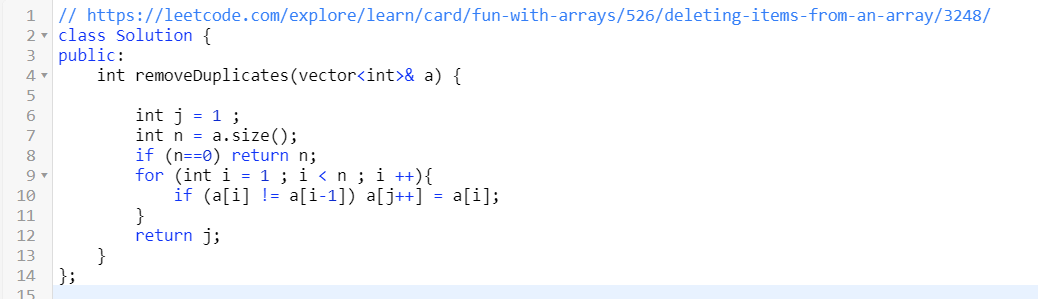 1 // https://leetcode.com/explore/learn/card/fun-with-arrays/526/deleting-items-from-an-array/3248/
2 class Solution {
3 public:
4     int removeDuplicates(vector<int>& a) {
5
6         int j = 1 ;
7         int n = a.size();
8         if (n==0) return n;
9         for (int i = 1 ; i < n ; i ++){
10             if (a[i] != a[i-1]) a[j++] = a[i];
11         }
12         return j;
13     }
14 };
15